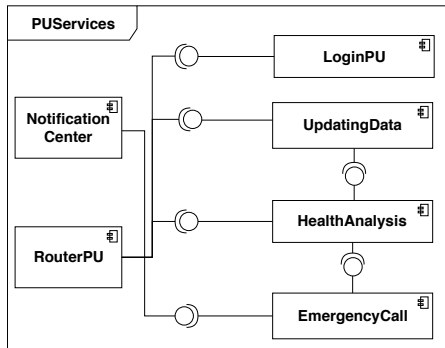 PUServices
LoginPU
Notification
Center
UpdatingData
HealthAnalysis
RouterPU
EmergencyCall